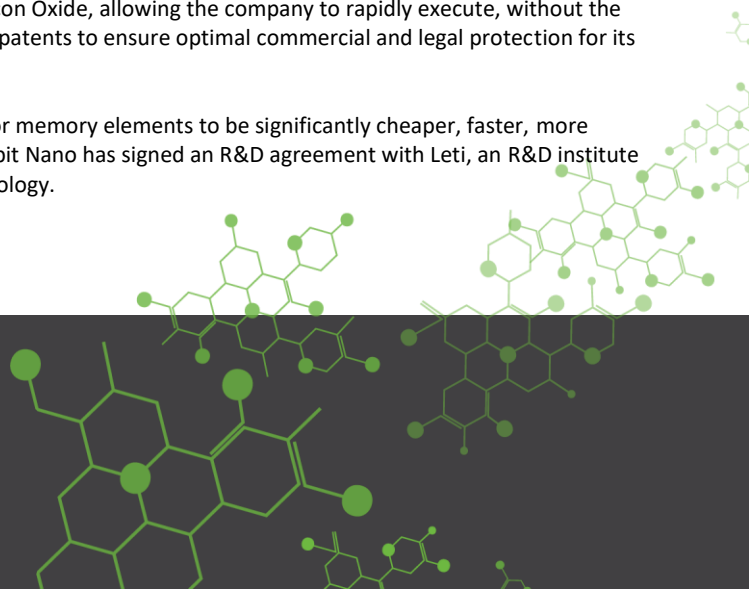 con Oxide, allowing the company to rapidly execute, without the
patents to ensure optimal commercial and legal protection for its
or memory elements to be significantly cheaper, faster, more
bit Nano has signed an R&D agreement with Leti, an R&D institute
ology.